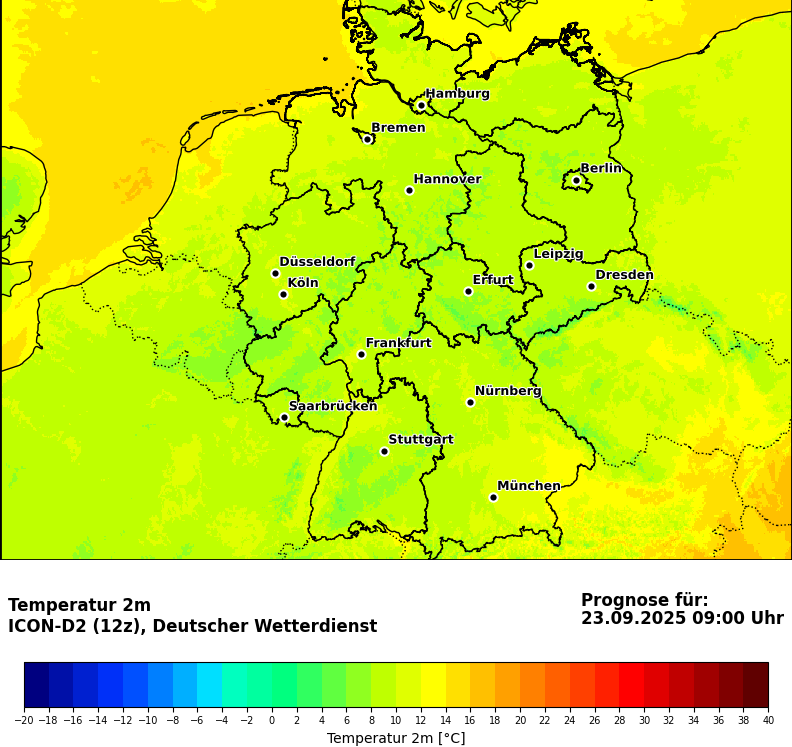 Hamburg
Bremen
Berlin
Hannover
Leipzig
Düsseldorf
Dresden
Erfurt
Köln
Frankfurt
Nürnberg
Saarbrücken
Stuttgart
München
Temperatur 2m
ICON-D2 (12z), Deutscher Wetterdienst
Prognose für:
23.09.2025 09:00 Uhr
−20 −18 −16 −14 −12 −10 −8 −6 −4 −2 0 2 4 6 8 10 12 14 16 18 20 22 24 26 28 30 32 34 36 38 40
Temperatur 2m [°C]